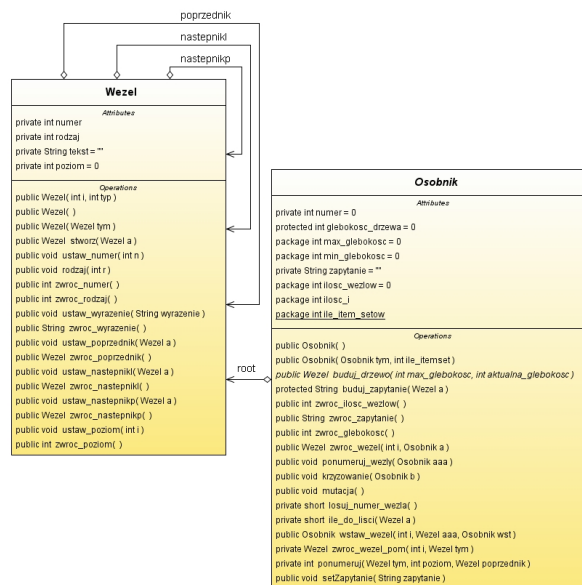 poprzednik
nastepnikl
nastepnikp
Wezel
Attributes
private int numer
private int rodzaj
private String tekst = ""
private int poziom = 0
Operations
public Wezel( int i, int typ )
public Wezel( )
public Wezel( Wezel tym )
public Wezel stworz( Wezel a )
public void ustaw_numer( int n )
public void rodzaj( int r )
public int zwroc_numer( )
public int zwroc_rodzaj( )
public void ustaw_wyrazenie( String wyrazenie )
public String zwroc_wyrazenie( )
public void ustaw_poprzednik( Wezel a )
public Wezel zwroc_poprzednik( )
public void ustaw_nastepnikl( Wezel a )
public Wezel zwroc_nastepnikl( )
public void ustaw_nastepnikp( Wezel a )
public Wezel zwroc_nastepnikp( )
public void ustaw_poziom( int i )
public int zwroc_poziom( )
root
Osobnik
Attributes
private int numer = 0
protected int glebokosc_drzewa = 0
package int max_glebokosc = 0
package int min_glebokosc = 0
private String zapytanie = ""
package int ilosc_wezlow = 0
package int ilosc_i
package int ile_item_setow
Operations
public Osobnik( )
public Osobnik( Osobnik tym, int ile_itemset )
public Wezel buduj_drzewo( int max_glebokosc, int aktualna_glebokosc )
protected String buduj_zapytanie( Wezel a )
public int zwroc_ilosc_wezlow( )
public String zwroc_zapytanie( )
public int zwroc_glebokosc( )
public Wezel zwroc_wezel( int i, Osobnik a )
public void ponumeruj_wezly( Osobnik aaa )
public void krzyzowanie( Osobnik b )
public void mutacja( )
private short losuj_numer_wezla( )
private short ile_do_lisci( Wezel a )
public Osobnik wstaw_wezel( int i, Wezel aaa, Osobnik wst )
private Wezel zwroc_wezel_pom( int i, Wezel tym )
private int ponumeruj( Wezel tym, int poziom, Wezel poprzednik )
public void setZapytanie( String zapytanie )